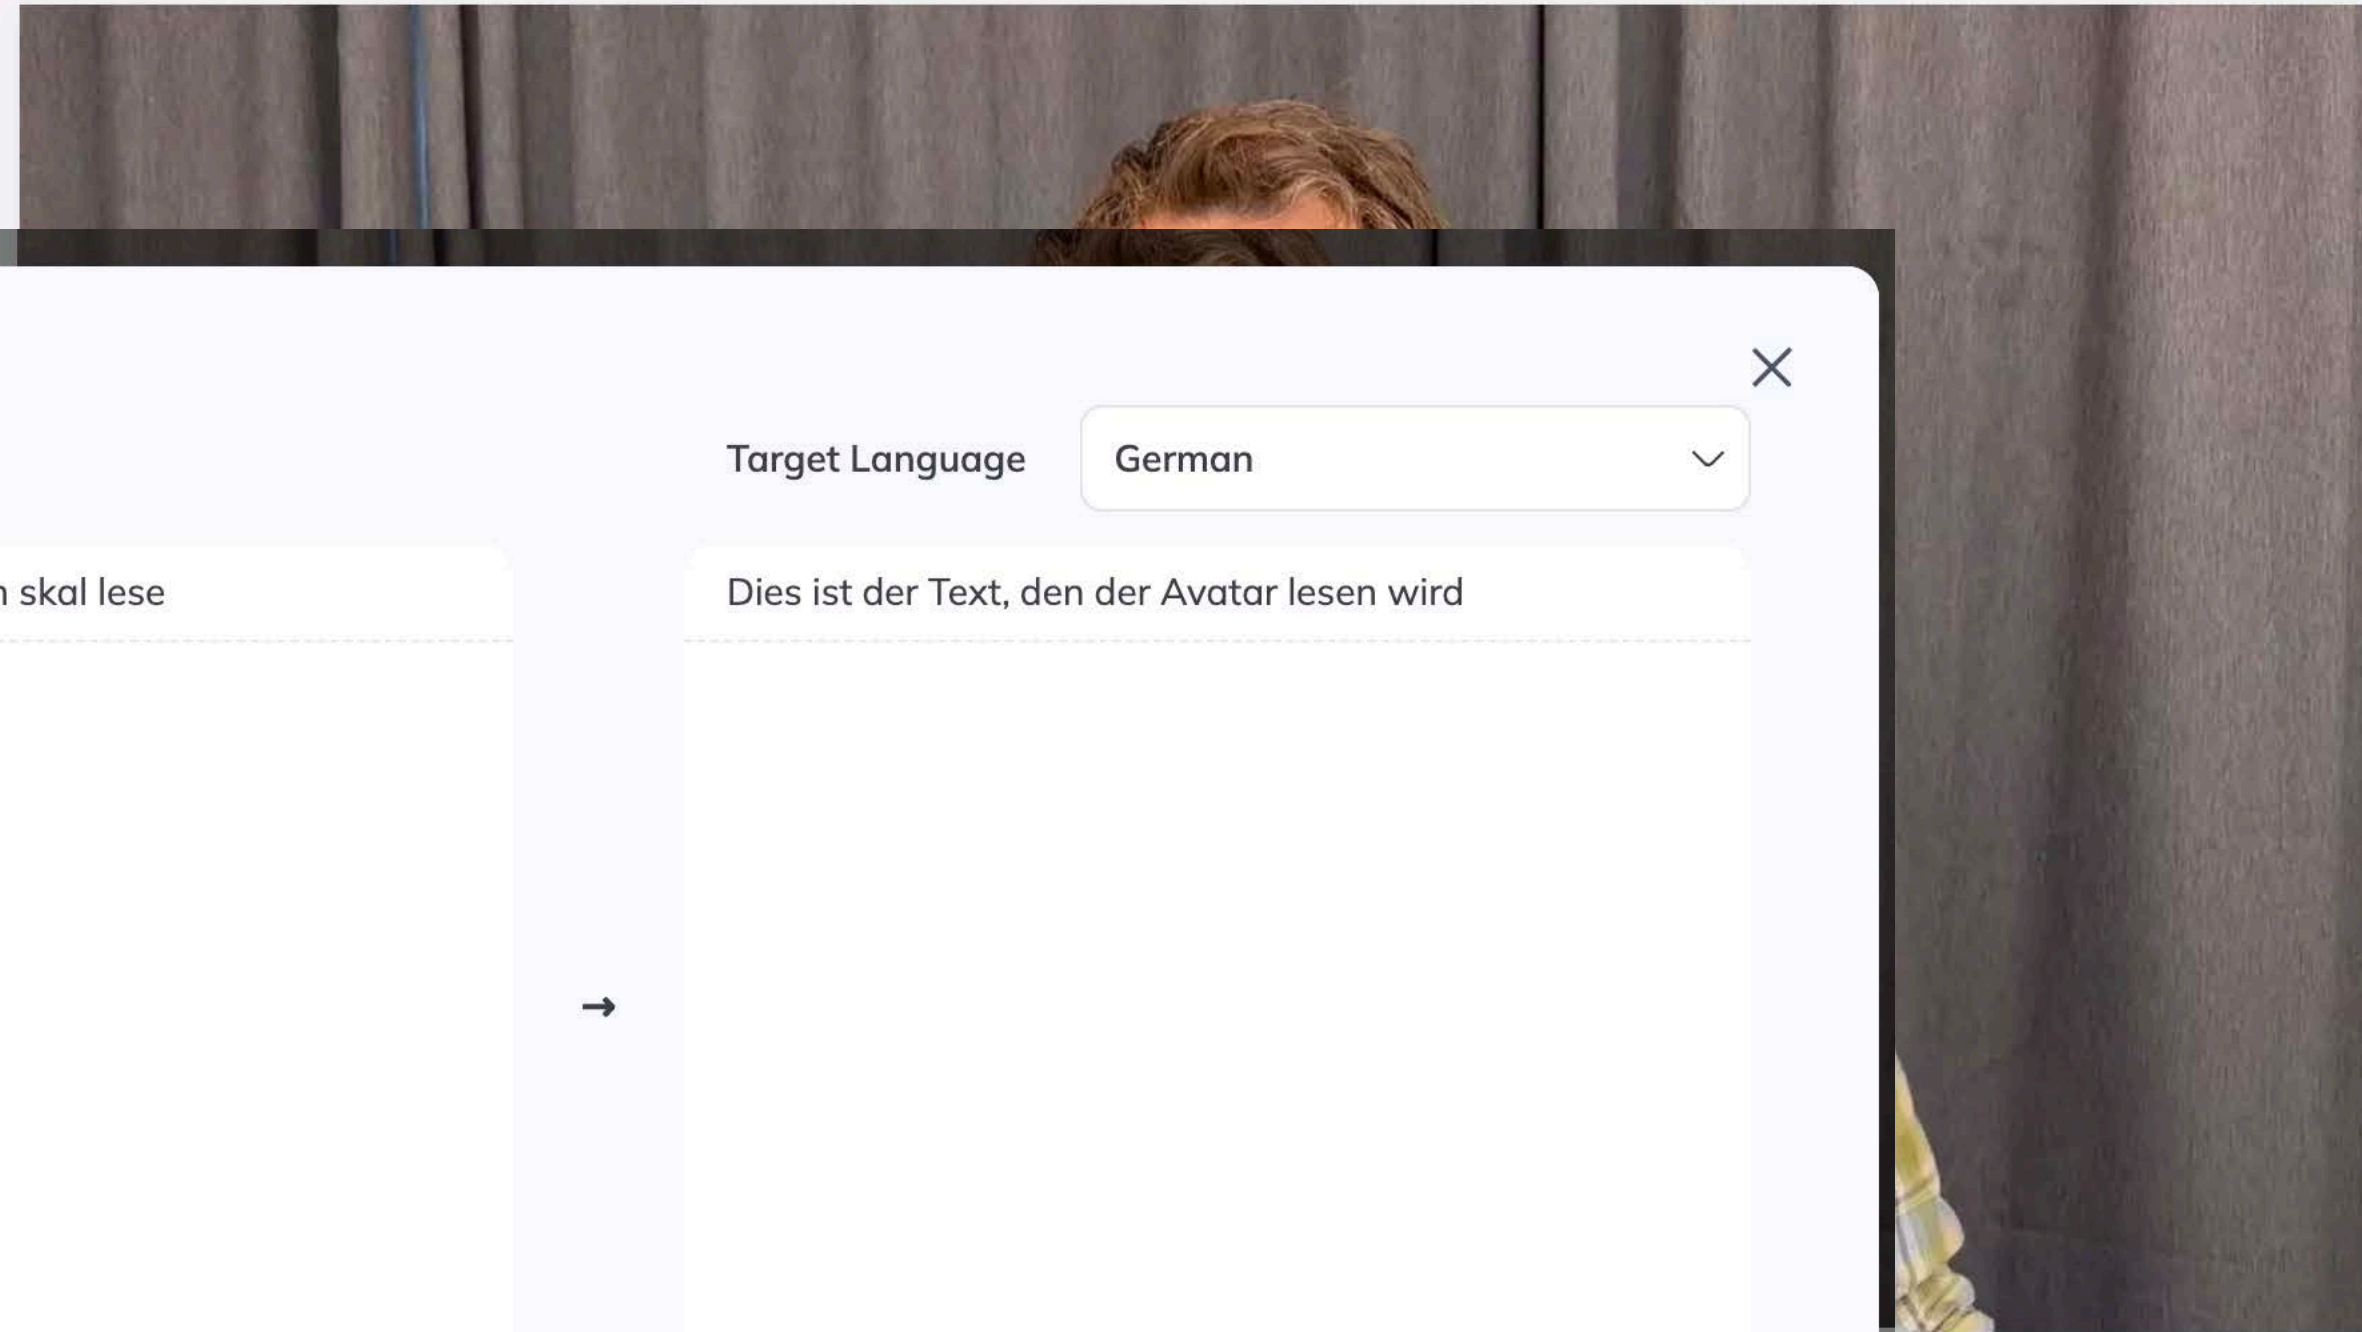 Target Language
German
skal lese
Dies ist der Text, den der Avatar lesen wird